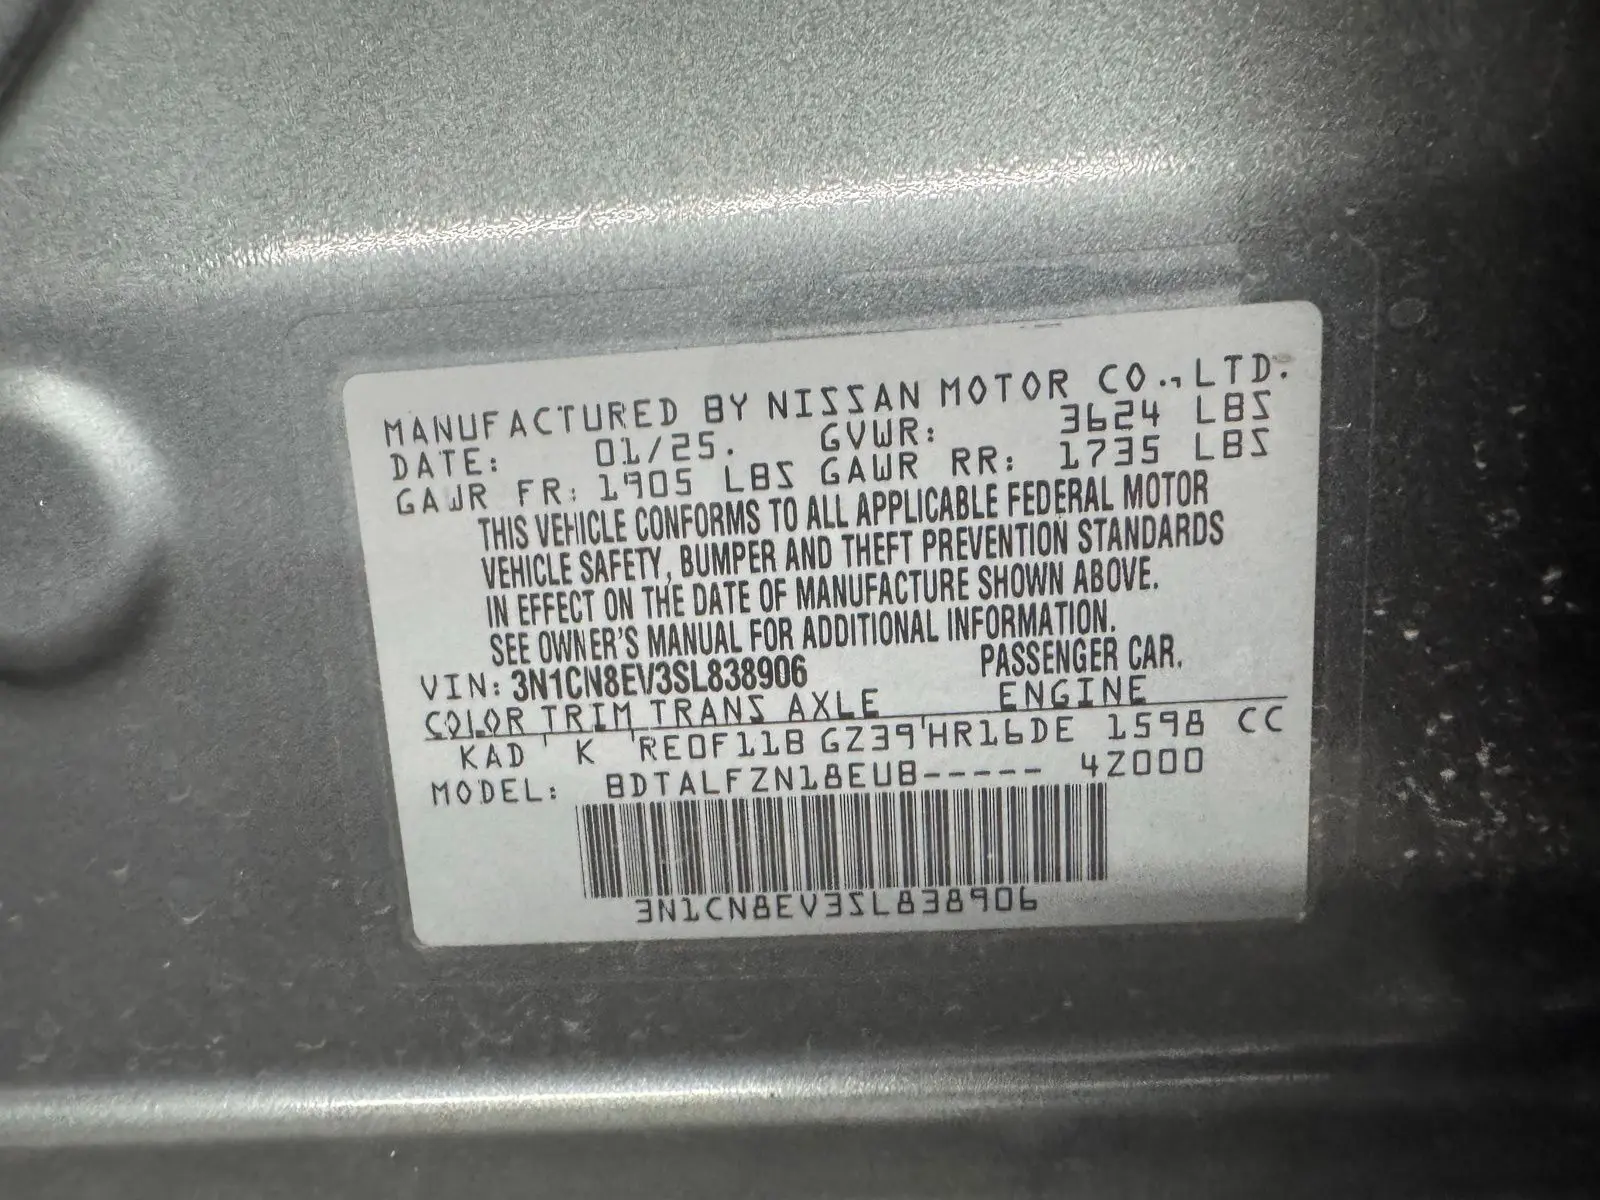 MANUFACTURED BY NISSAN MOTOR CO.,LTD.
DATE: 01/25. GVWR: 3624 LBS
GAWR FR: 1905 LBS GAWR RR: 1735 LBS
THIS VEHICLE CONFORMS TO ALL APPLICABLE FEDERAL MOTOR
VEHICLE SAFETY, BUMPER AND THEFT PREVENTION STANDARDS
IN EFFECT ON THE DATE OF MANUFACTURE SHOWN ABOVE.
SEE OWNER'S MANUAL FOR ADDITIONAL INFORMATION.
VIN: 3N1CN8EV3SL838906 PASSENGER CAR.
COLOR TRIM TRANS AXLE ENGINE
KAD K RE0F11B GZ39 HR16DE 1598 CC
MODEL: BDTALFZN18EUB----- 4Z000
3N1CN8EV3SL838906